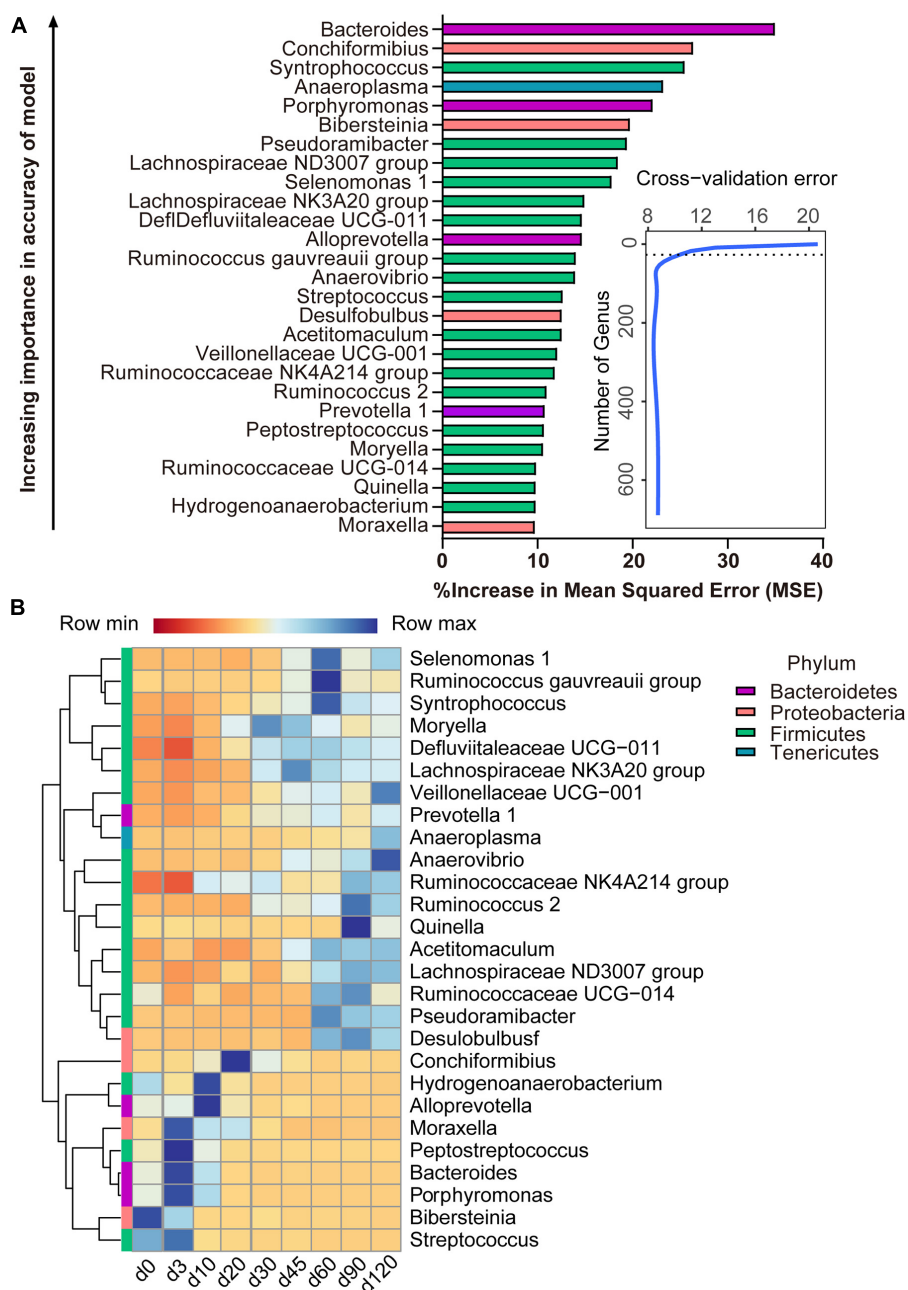 A
Increasing importance in accuracy of model
Bacteroides
Conchiformibius
Syntrophococcus
Anaeroplasma
Porphyromonas
Bibersteinia
Pseudoramibacter
Lachnospiraceae ND3007 group
Selenomonas 1
Lachnospiraceae NK3A20 group
DeflDefluviitaleaceae UCG-011
Alloprevotella
Ruminococcus gauvreauii group
Anaerovibrio
Streptococcus
Desulfobulbus
Acetitomaculum
Veillonellaceae UCG-001
Ruminococcaceae NK4A214 group
Ruminococcus 2
Prevotella 1
Peptostreptococcus
Moryella
Ruminococcaceae UCG-014
Quinella
Hydrogenoanaerobacterium
Moraxella
0 10 20 30 40
%Increase in Mean Squared Error (MSE)
Cross−validation error
8 12 16 20
Number of Genus
0
200
400
600
B
Row min
Row max
Selenomonas 1
Ruminococcus gauvreauii group
Syntrophococcus
Moryella
Defluviitaleaceae UCG−011
Lachnospiraceae NK3A20 group
Veillonellaceae UCG−001
Prevotella 1
Anaeroplasma
Anaerovibrio
Ruminococcaceae NK4A214 group
Ruminococcus 2
Quinella
Acetitomaculum
Lachnospiraceae ND3007 group
Ruminococcaceae UCG−014
Pseudoramibacter
Desulobulbusf
Conchiformibius
Hydrogenoanaerobacterium
Alloprevotella
Moraxella
Peptostreptococcus
Bacteroides
Porphyromonas
Bibersteinia
Streptococcus
d0 d3 d10 d20 d30 d45 d60 d90 d120
Phylum
Bacteroidetes
Proteobacteria
Firmicutes
Tenericutes